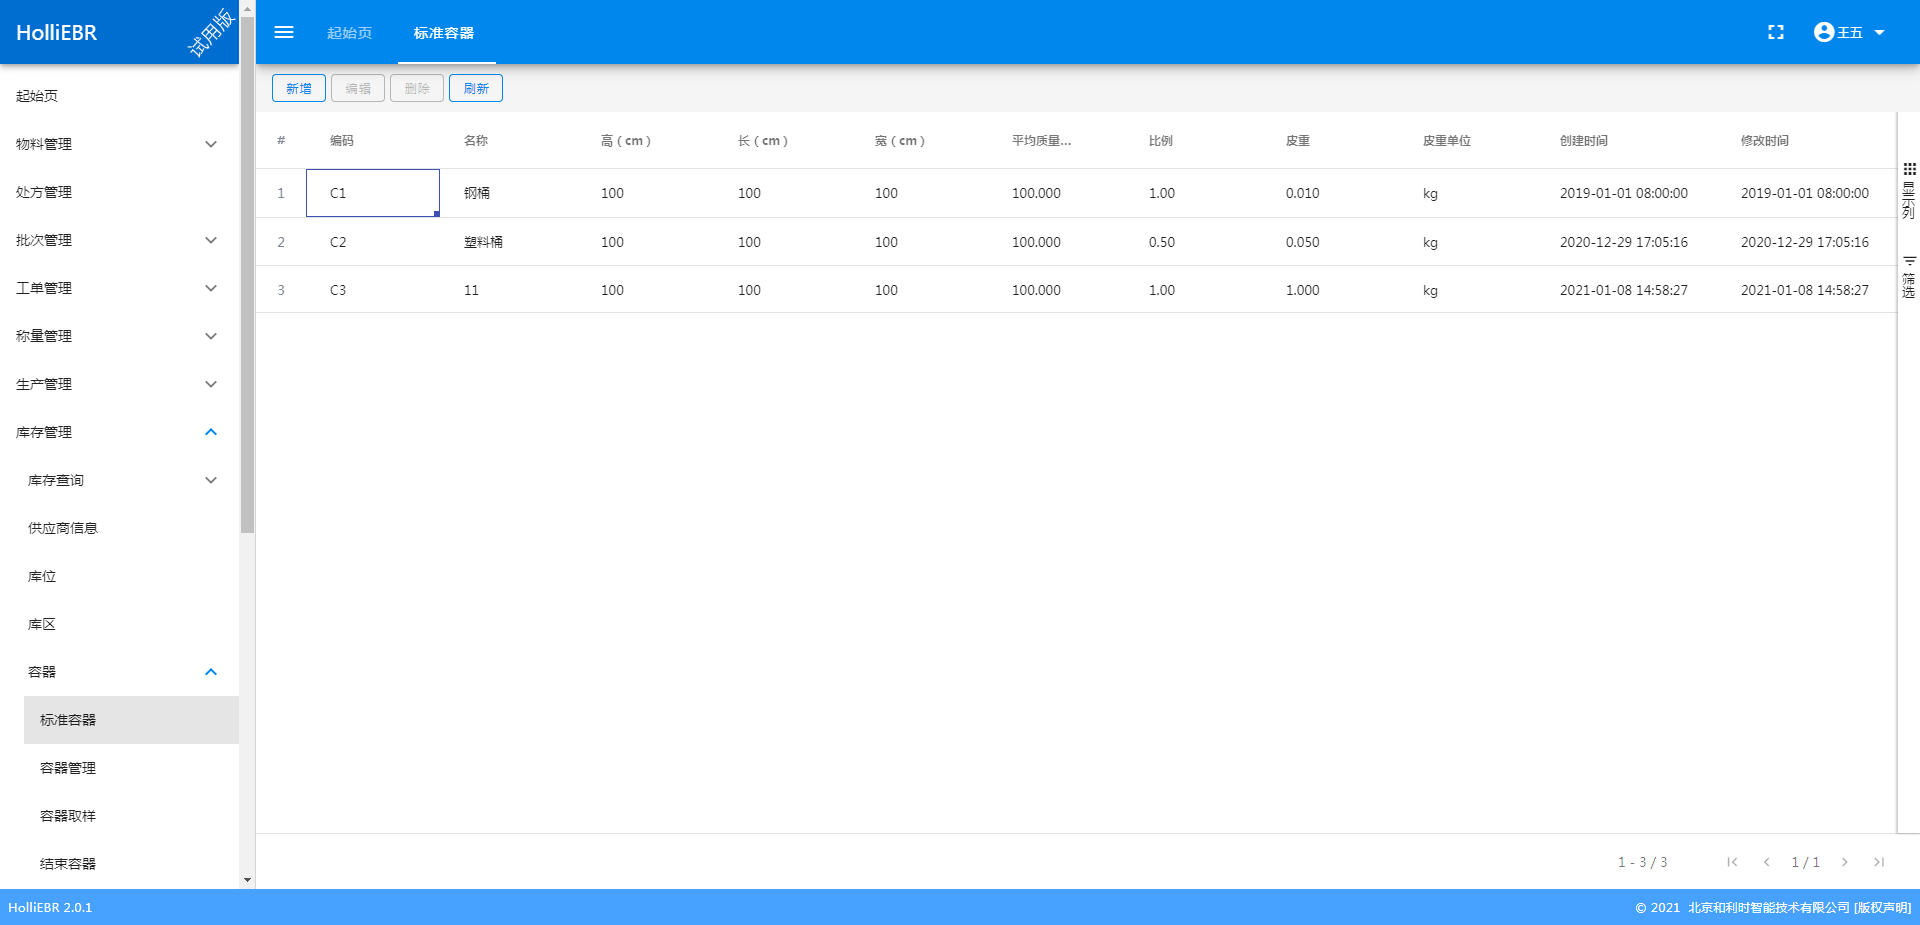 HolliEBR 试用版
起始页 标准容器 王五
新增 编辑 删除 刷新
起始页
物料管理
处方管理
批次管理
工单管理
称量管理
生产管理
库存管理
库存查询
供应商信息
库位
库区
容器
标准容器
容器管理
容器取样
结束容器
# 编码 名称 高（cm） 长（cm） 宽（cm） 平均质量... 比例 皮重 皮重单位 创建时间 修改时间
1 C1 钢桶 100 100 100 100.000 1.00 0.010 kg 2019-01-01 08:00:00 2019-01-01 08:00:00
2 C2 塑料桶 100 100 100 100.000 0.50 0.050 kg 2020-12-29 17:05:16 2020-12-29 17:05:16
3 C3 11 100 100 100 100.000 1.00 1.000 kg 2021-01-08 14:58:27 2021-01-08 14:58:27
显示列
筛选
1 - 3 / 3 1 / 1
HolliEBR 2.0.1 © 2021 北京和利时智能技术有限公司 [版权声明]